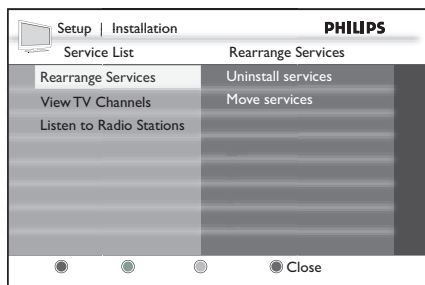 Setup | Installation PHILIPS
Service List Rearrange Services
Rearrange Services Uninstall services
View TV Channels Move services
Listen to Radio Stations
Close